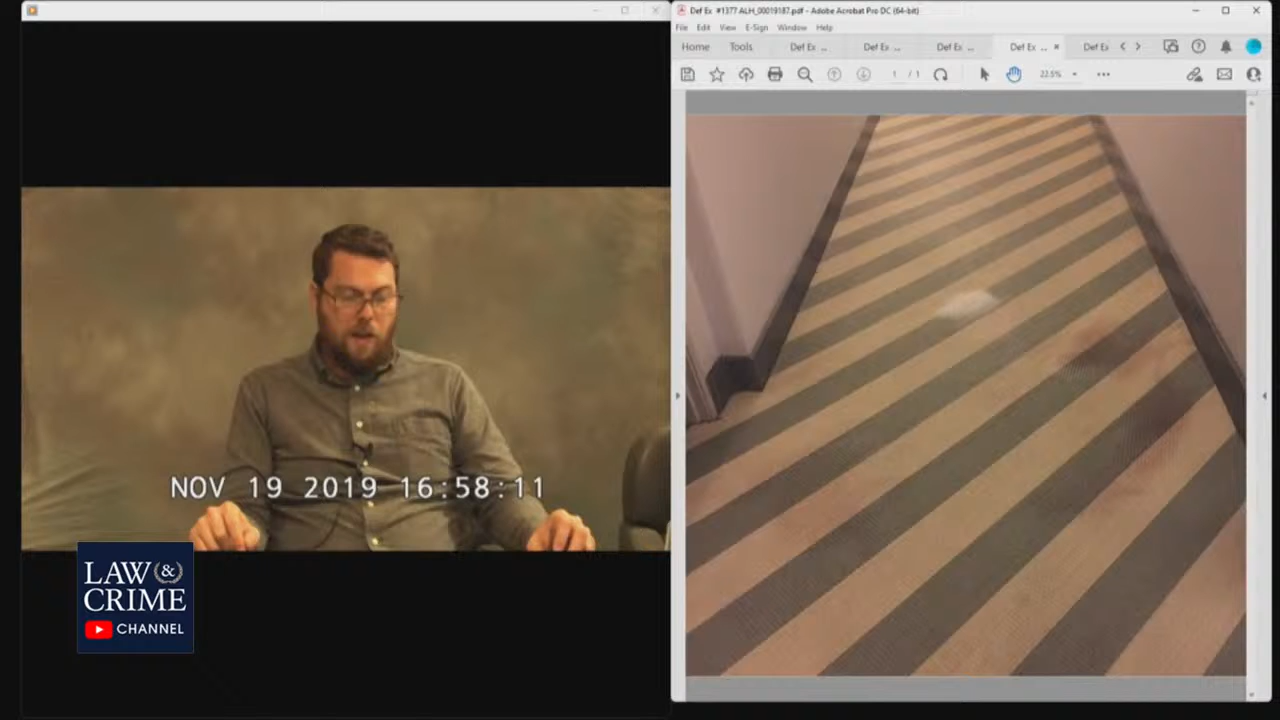 Def Ex #1377 ALH_00019187.pdf - Adobe Acrobat Pro DC (64-bit)
File Edit View E-Sign Window Help
Home Tools Def Ex ... Def Ex ... Def Ex ... Def Ex ... × Def Ex
1 / 1 22.5%
NOV 19 2019 16:58:11
LAW &
CRIME
CHANNEL